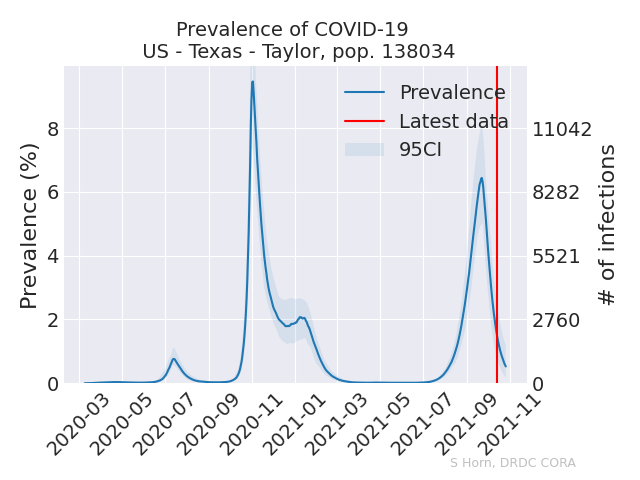 Prevalence of COVID-19
US - Texas - Taylor, pop. 138034
Prevalence
Latest data
95CI
Prevalence (%)
8
6
4
2
0
11042
8282
5521
2760
0
# of infections
2020-03
2020-05
2020-07
2020-09
2020-11
2021-01
2021-03
2021-05
2021-07
2021-09
2021-11
S Horn, DRDC CORA